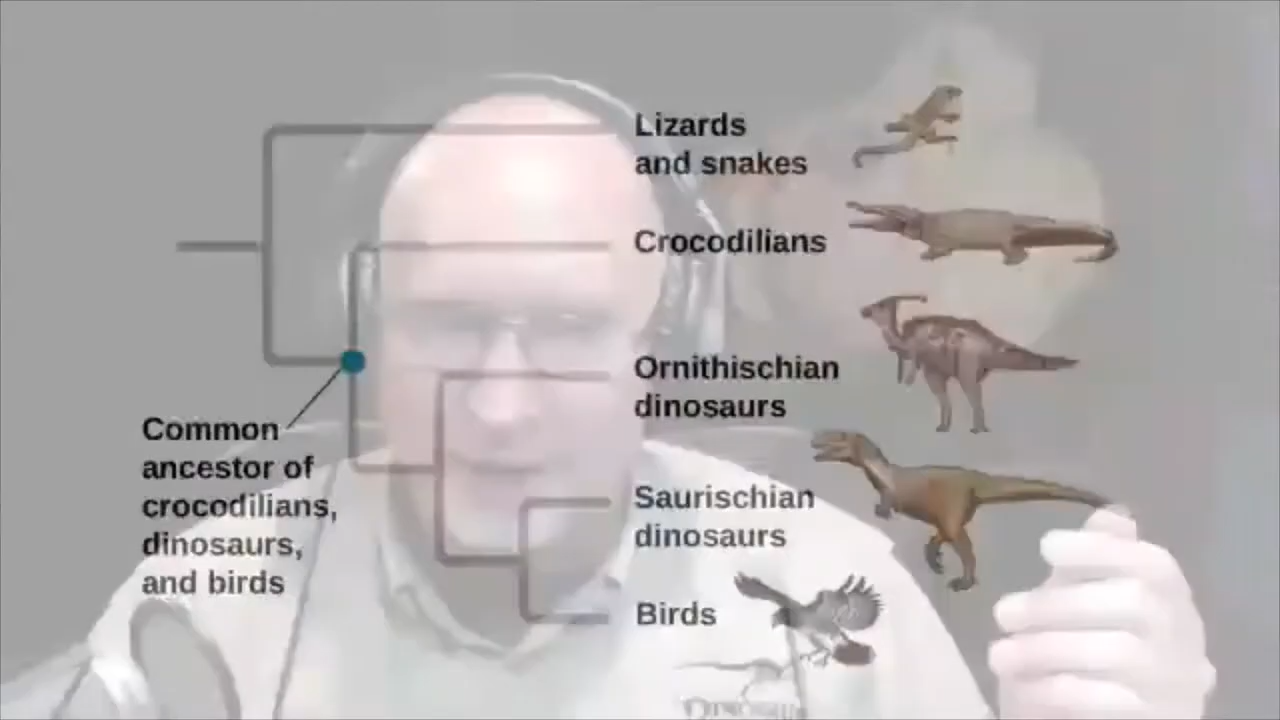 Lizards
and snakes
Crocodilians
Ornithischian
dinosaurs
Common
ancestor of
crocodilians,
dinosaurs,
and birds
Saurischian
dinosaurs
Birds